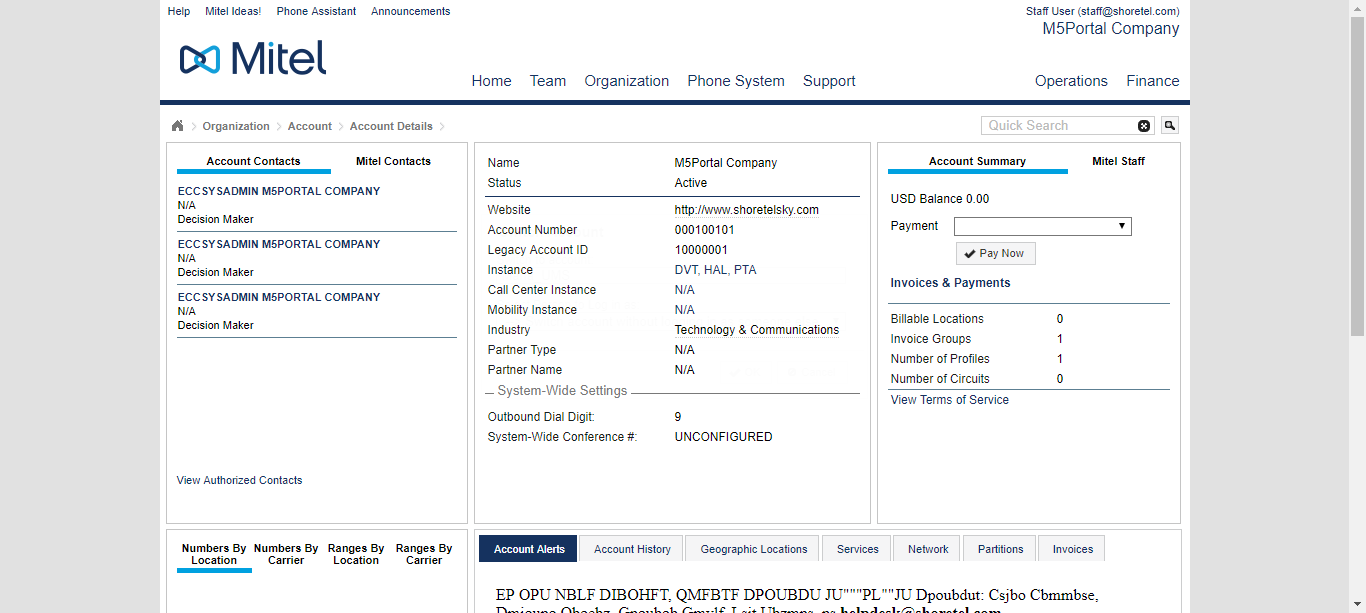 Help Mitel Ideas! Phone Assistant Announcements
Staff User (staff@shoretel.com)
M5Portal Company
Mitel
Home Team Organization Phone System Support Operations Finance
Organization Account Account Details
Quick Search
Account Contacts Mitel Contacts
ECCSYSADMIN M5PORTAL COMPANY
N/A
Decision Maker
ECCSYSADMIN M5PORTAL COMPANY
N/A
Decision Maker
ECCSYSADMIN M5PORTAL COMPANY
N/A
Decision Maker
View Authorized Contacts
Name M5Portal Company
Status Active
Website http://www.shoretelsky.com
Account Number 000100101
Legacy Account ID 10000001
Instance DVT, HAL, PTA
Call Center Instance N/A
Mobility Instance N/A
Industry Technology & Communications
Partner Type N/A
Partner Name N/A
System-Wide Settings
Outbound Dial Digit: 9
System-Wide Conference #: UNCONFIGURED
Account Summary Mitel Staff
USD Balance 0.00
Payment
Pay Now
Invoices & Payments
Billable Locations 0
Invoice Groups 1
Number of Profiles 1
Number of Circuits 0
View Terms of Service
Numbers By Location Numbers By Carrier Ranges By Location Ranges By Carrier
Account Alerts Account History Geographic Locations Services Network Partitions Invoices
EP OPU NBLF DIBOHFT, QMFBTF DPOUBDU JU"""PL""JU Dpoubdut: Csjbo Cbmmbse,
helpdesk@shoretel.com